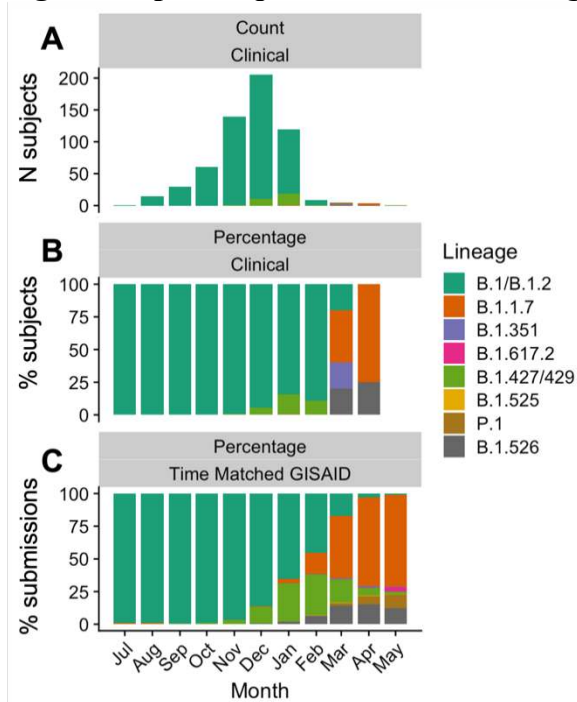 A
Count
Clinical
N subjects
200
150
100
50
0
B
Percentage
Clinical
% subjects
100
75
50
25
0
C
Percentage
Time Matched GISAID
% submissions
100
75
50
25
0
Jul Aug Sep Oct Nov Dec Jan Feb Mar Apr May
Month
Lineage
B.1/B.1.2
B.1.1.7
B.1.351
B.1.617.2
B.1.427/429
B.1.525
P.1
B.1.526